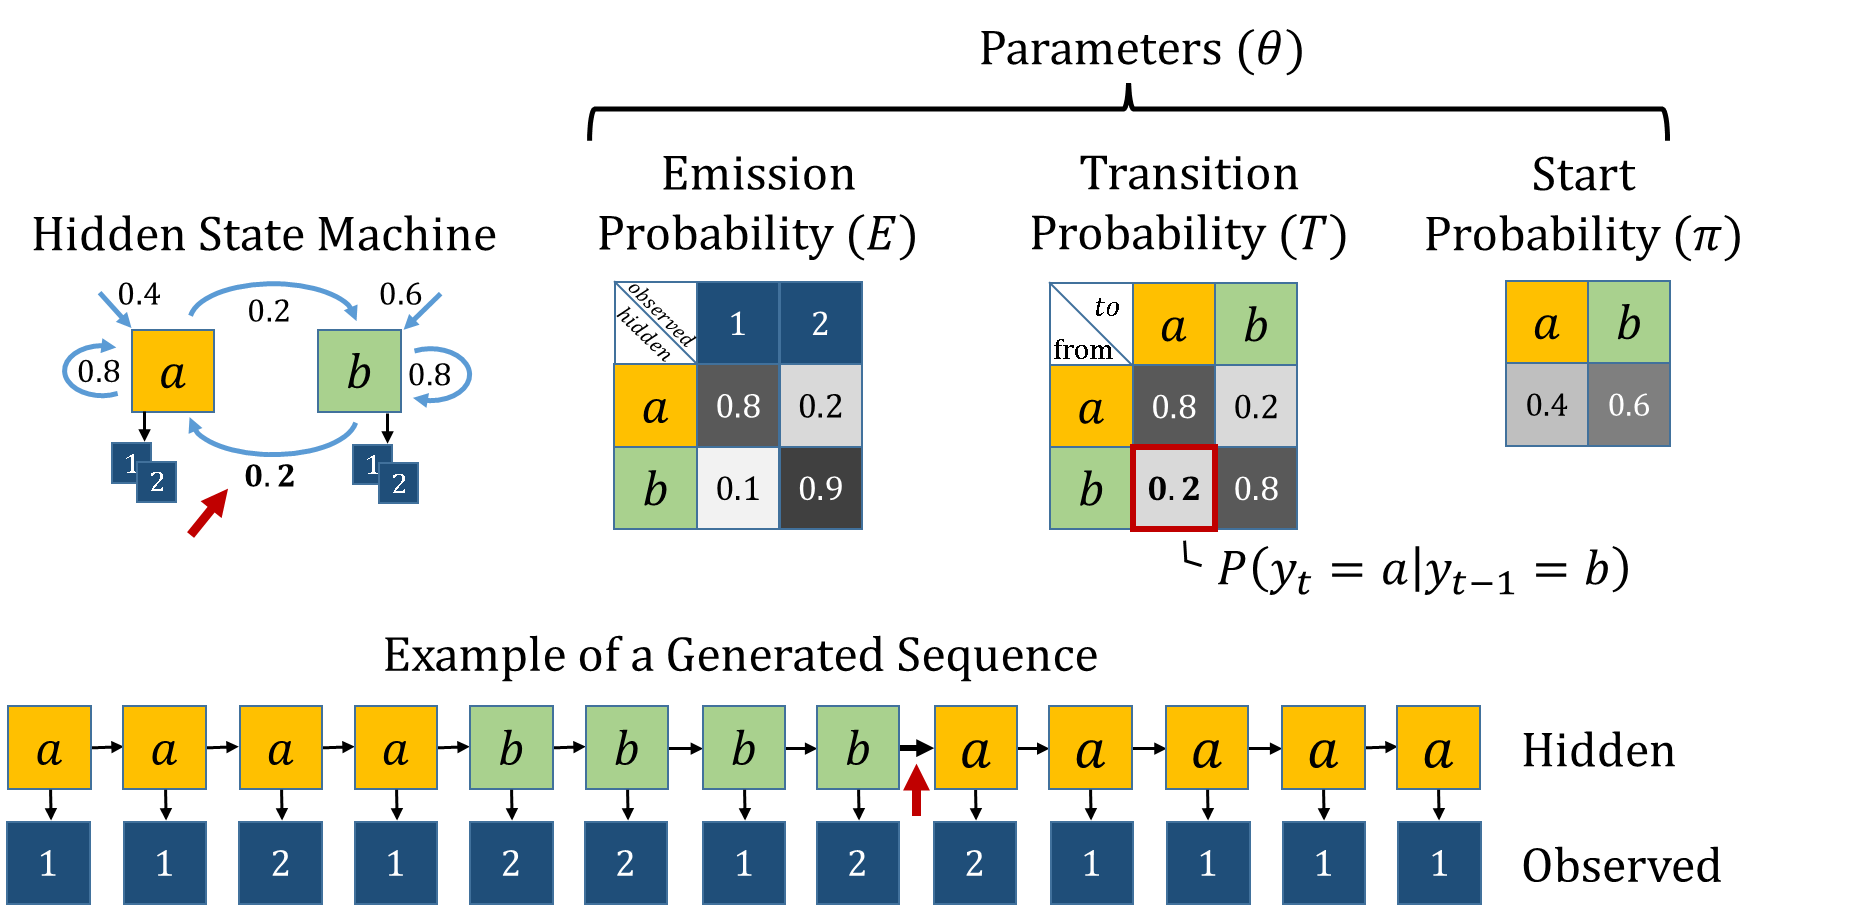 Parameters (θ)
Emission Probability (E)
Transition Probability (T)
Start Probability (π)
Hidden State Machine
0.4
0.2
0.6
0.8
a
b
0.8
1
2
0.2
1
2
observed
hidden
1
2
a
0.8
0.2
b
0.1
0.9
to
from
a
b
a
0.8
0.2
b
0.2
0.8
a
b
0.4
0.6
P(yₜ = a|yₜ₋₁ = b)
Example of a Generated Sequence
a a a a b b b b a a a a a Hidden
1 1 2 1 2 2 1 2 2 1 1 1 1 Observed